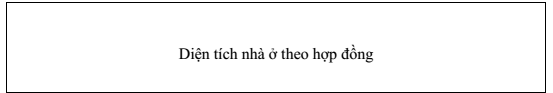 Diện tích nhà ở theo hợp đồng